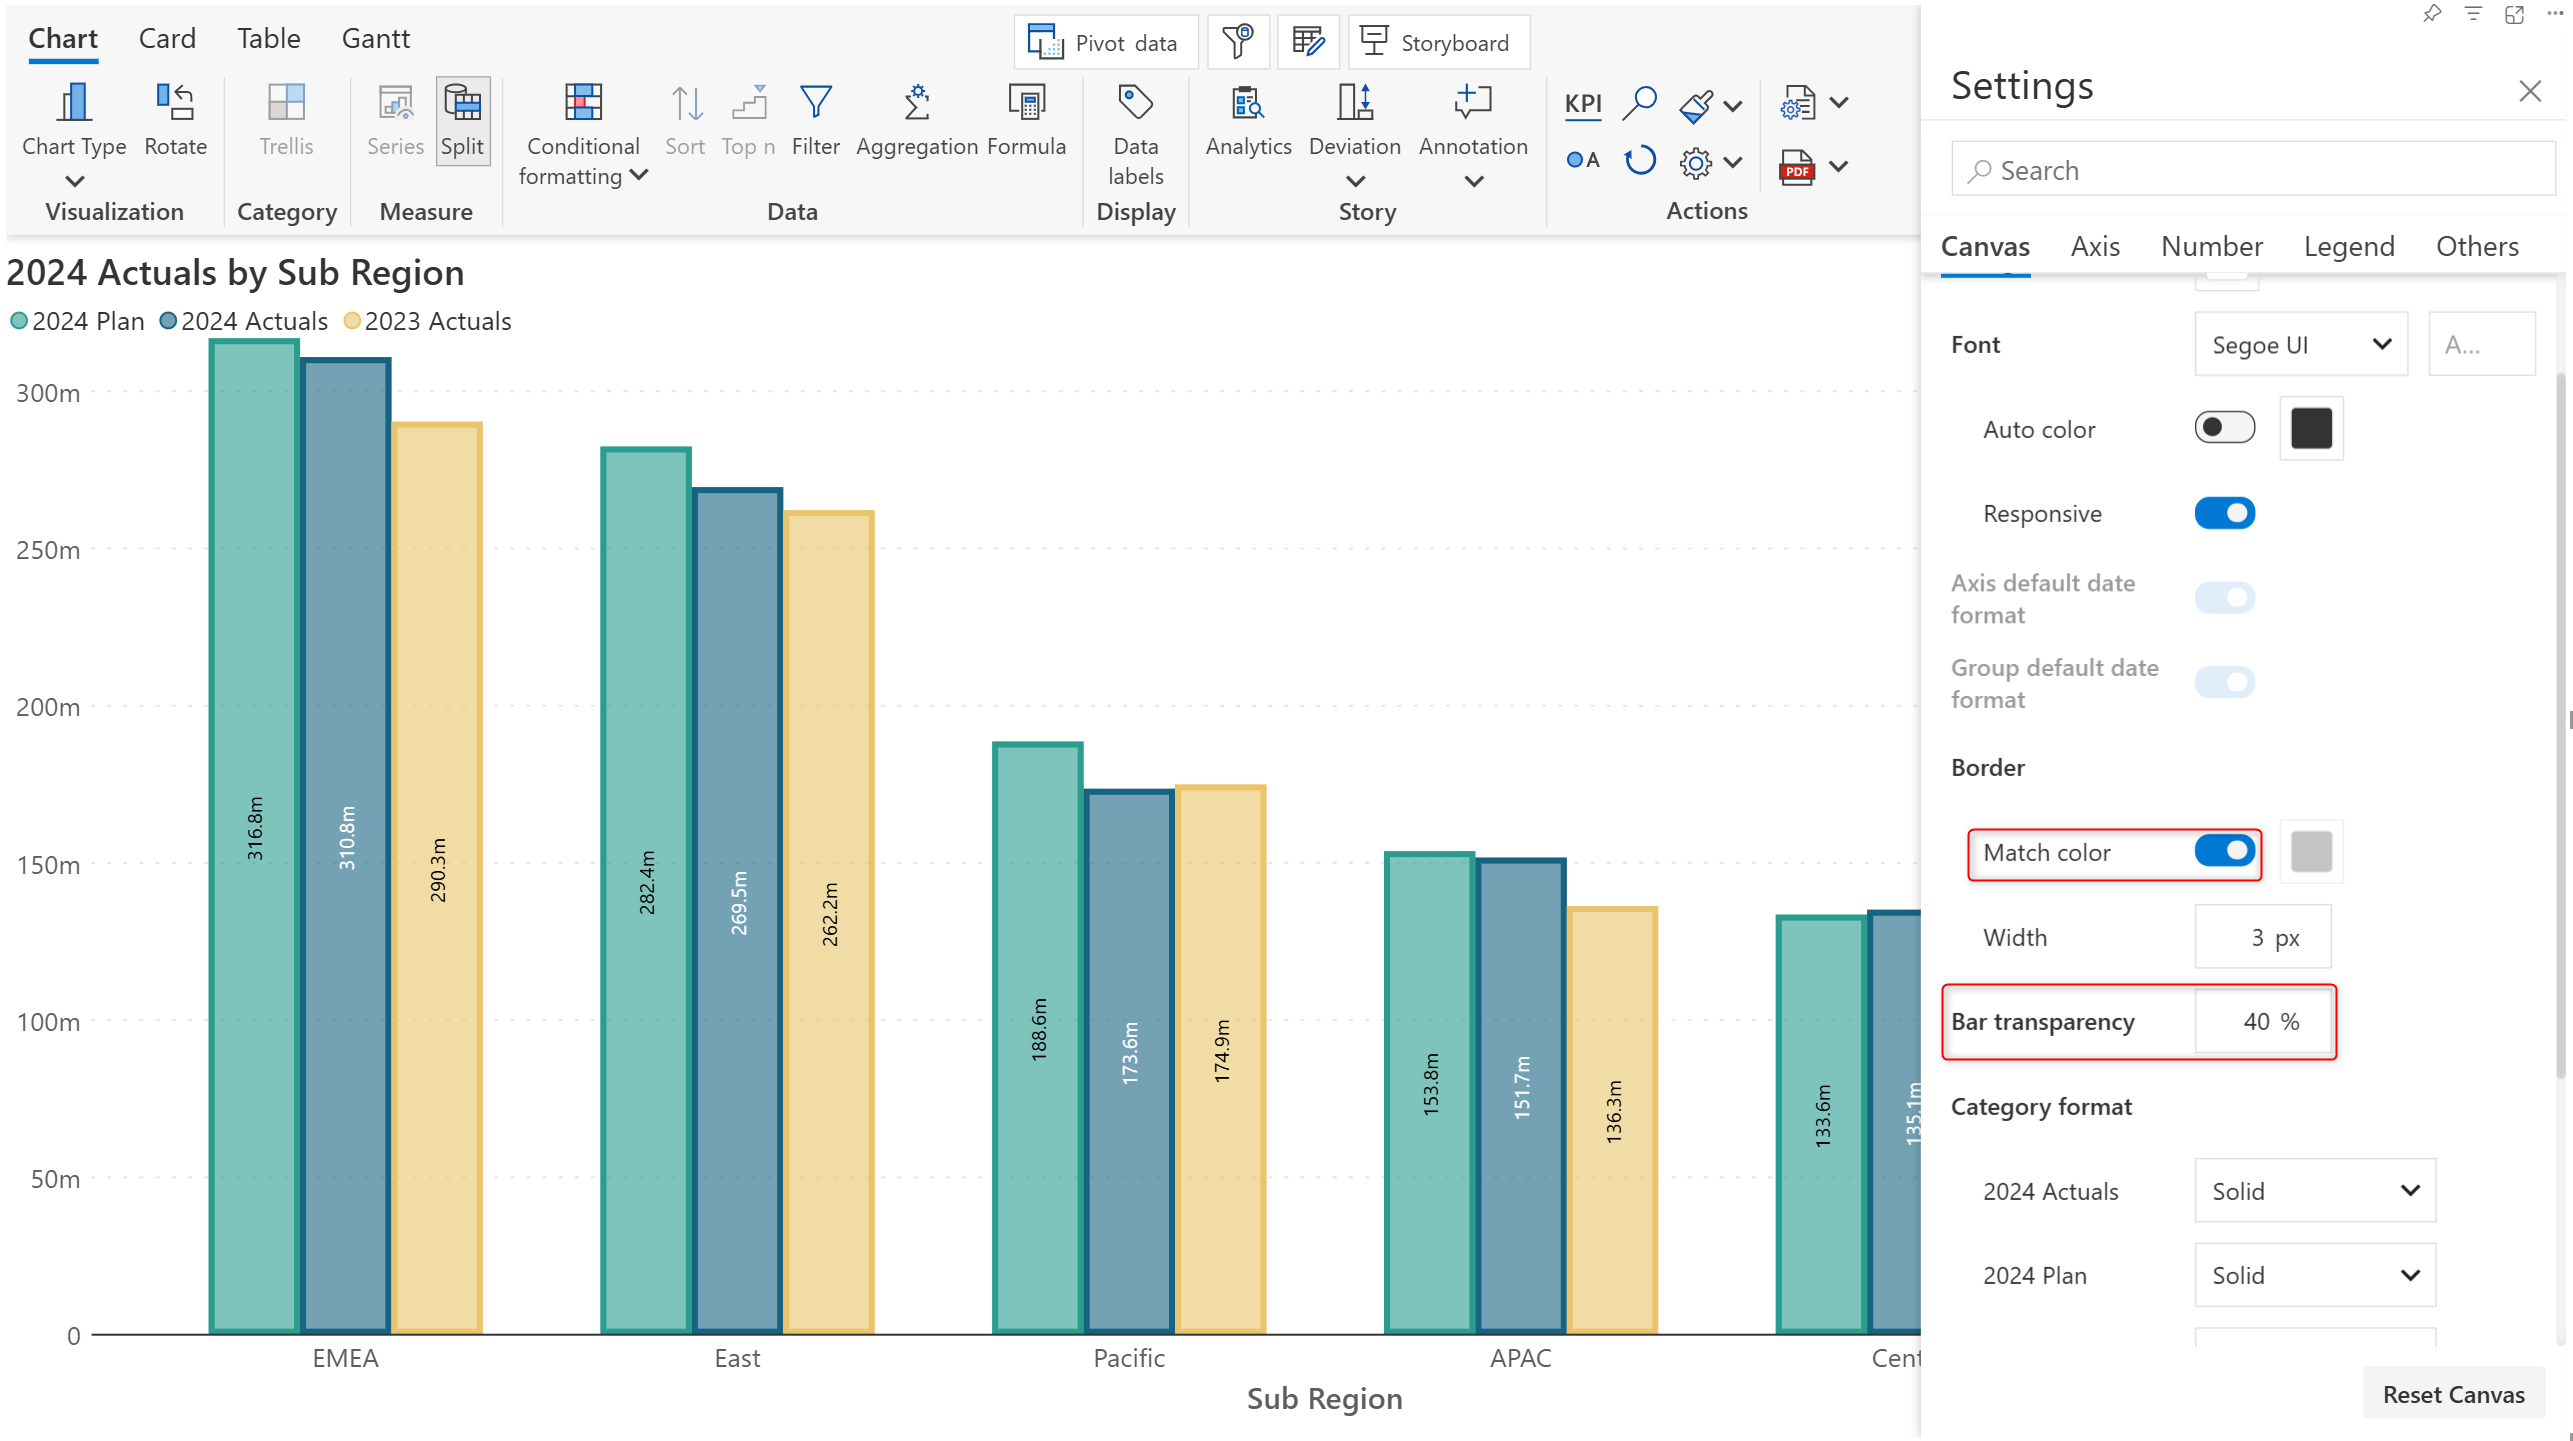 Chart Card Table Gantt
Pivot data
Storyboard
Chart Type
Rotate
Trellis
Series
Split
Conditional
formatting
Sort
Top n
Filter
Aggregation
Formula
Data
labels
Analytics
Deviation
Annotation
KPI
A
PDF
Visualization
Category
Measure
Data
Display
Story
Actions
2024 Actuals by Sub Region
2024 Plan 2024 Actuals 2023 Actuals
300m
250m
200m
150m
100m
50m
0
316.8m
310.8m
290.3m
282.4m
269.5m
262.2m
188.6m
173.6m
174.9m
153.8m
151.7m
136.3m
133.6m
135.1m
EMEA
East
Pacific
APAC
Cent
Sub Region
Settings
Search
Canvas Axis Number Legend Others
Font
Segoe UI
A...
Auto color
Responsive
Axis default date
format
Group default date
format
Border
Match color
Width
3 px
Bar transparency
40 %
Category format
2024 Actuals
Solid
2024 Plan
Solid
Reset Canvas